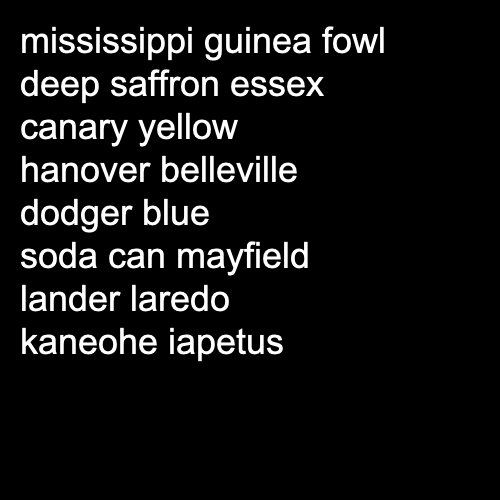 mississippi guinea fowl
deep saffron essex
canary yellow
hanover belleville
dodger blue
soda can mayfield
lander laredo
kaneohe iapetus